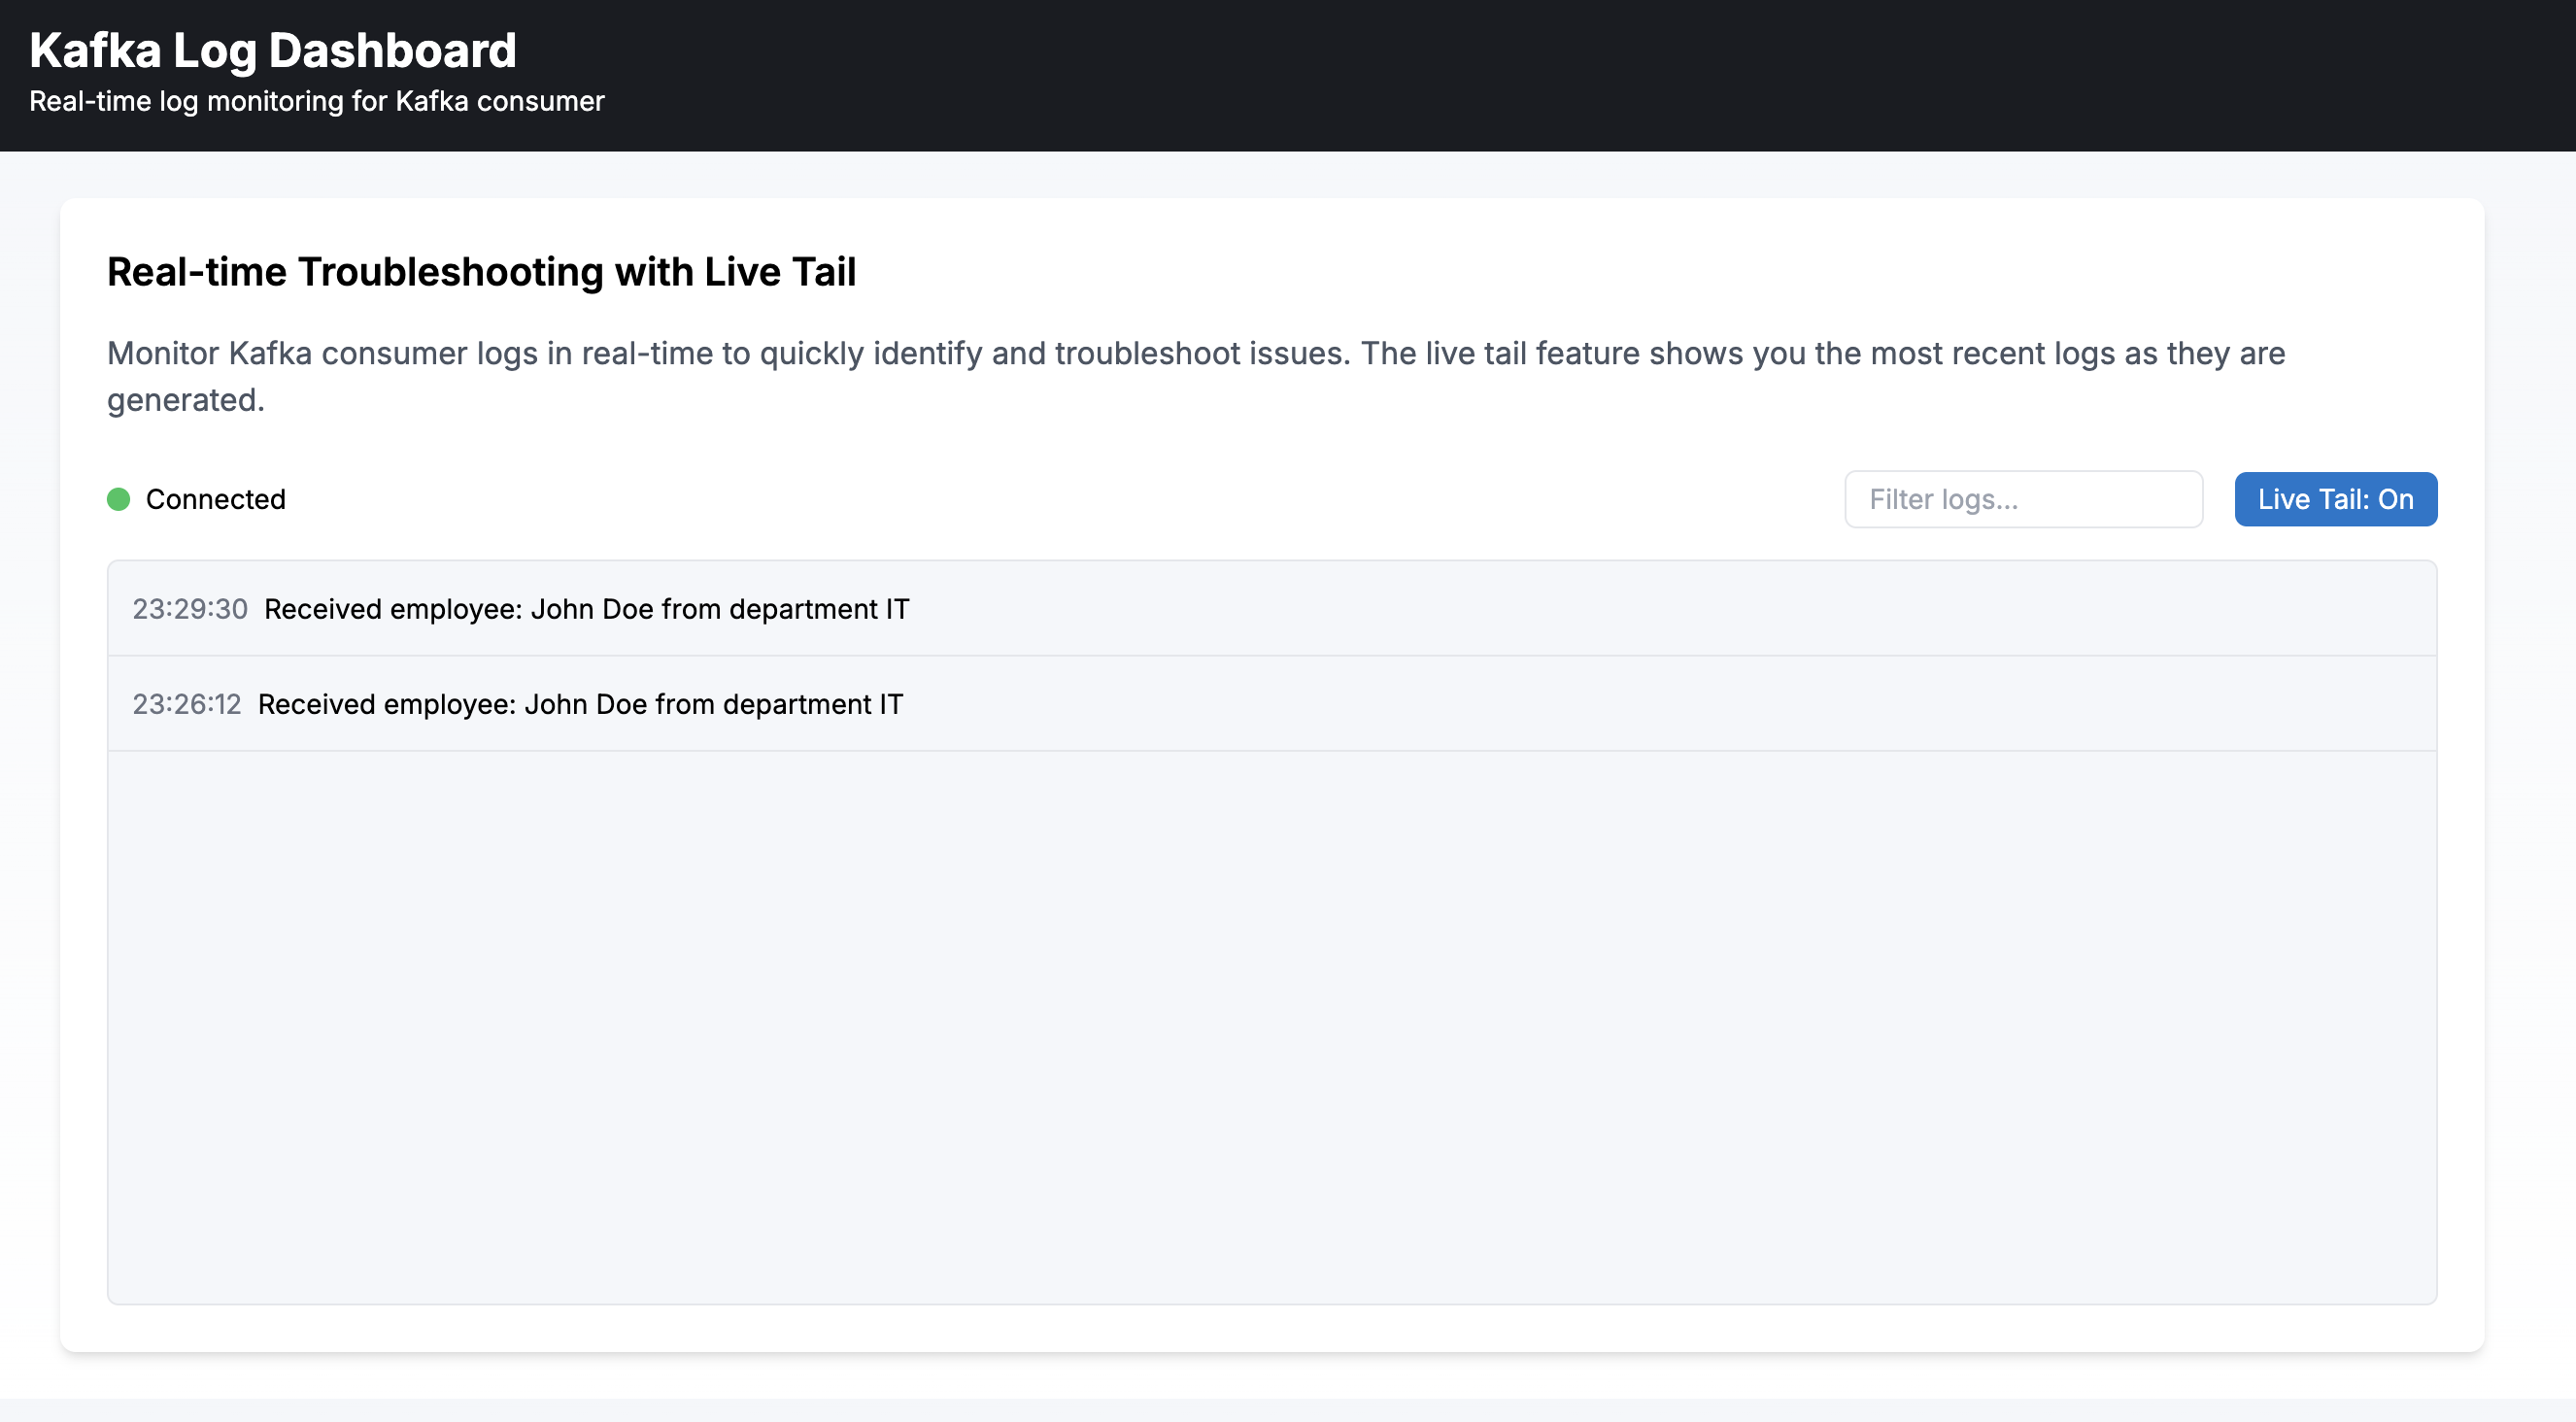 Kafka Log Dashboard
Real-time log monitoring for Kafka consumer
Real-time Troubleshooting with Live Tail
Monitor Kafka consumer logs in real-time to quickly identify and troubleshoot issues. The live tail feature shows you the most recent logs as they are
generated.
Connected
Filter logs...
Live Tail: On
23:29:30 Received employee: John Doe from department IT
23:26:12 Received employee: John Doe from department IT